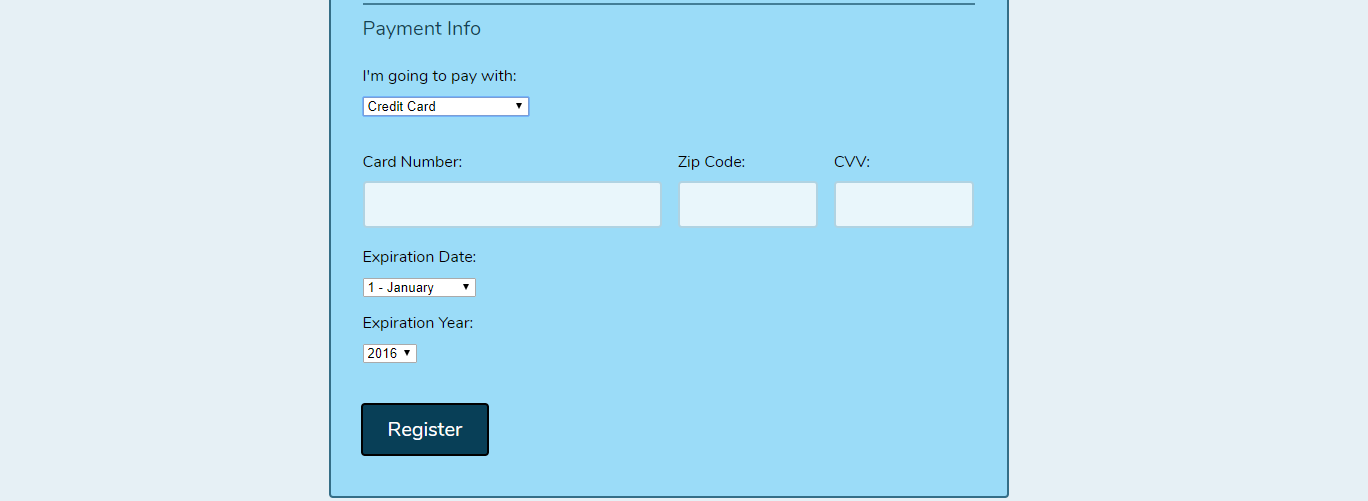 Payment Info
I'm going to pay with:
Credit Card
Card Number: Zip Code: CVV:
Expiration Date:
1 - January
Expiration Year:
2016
Register